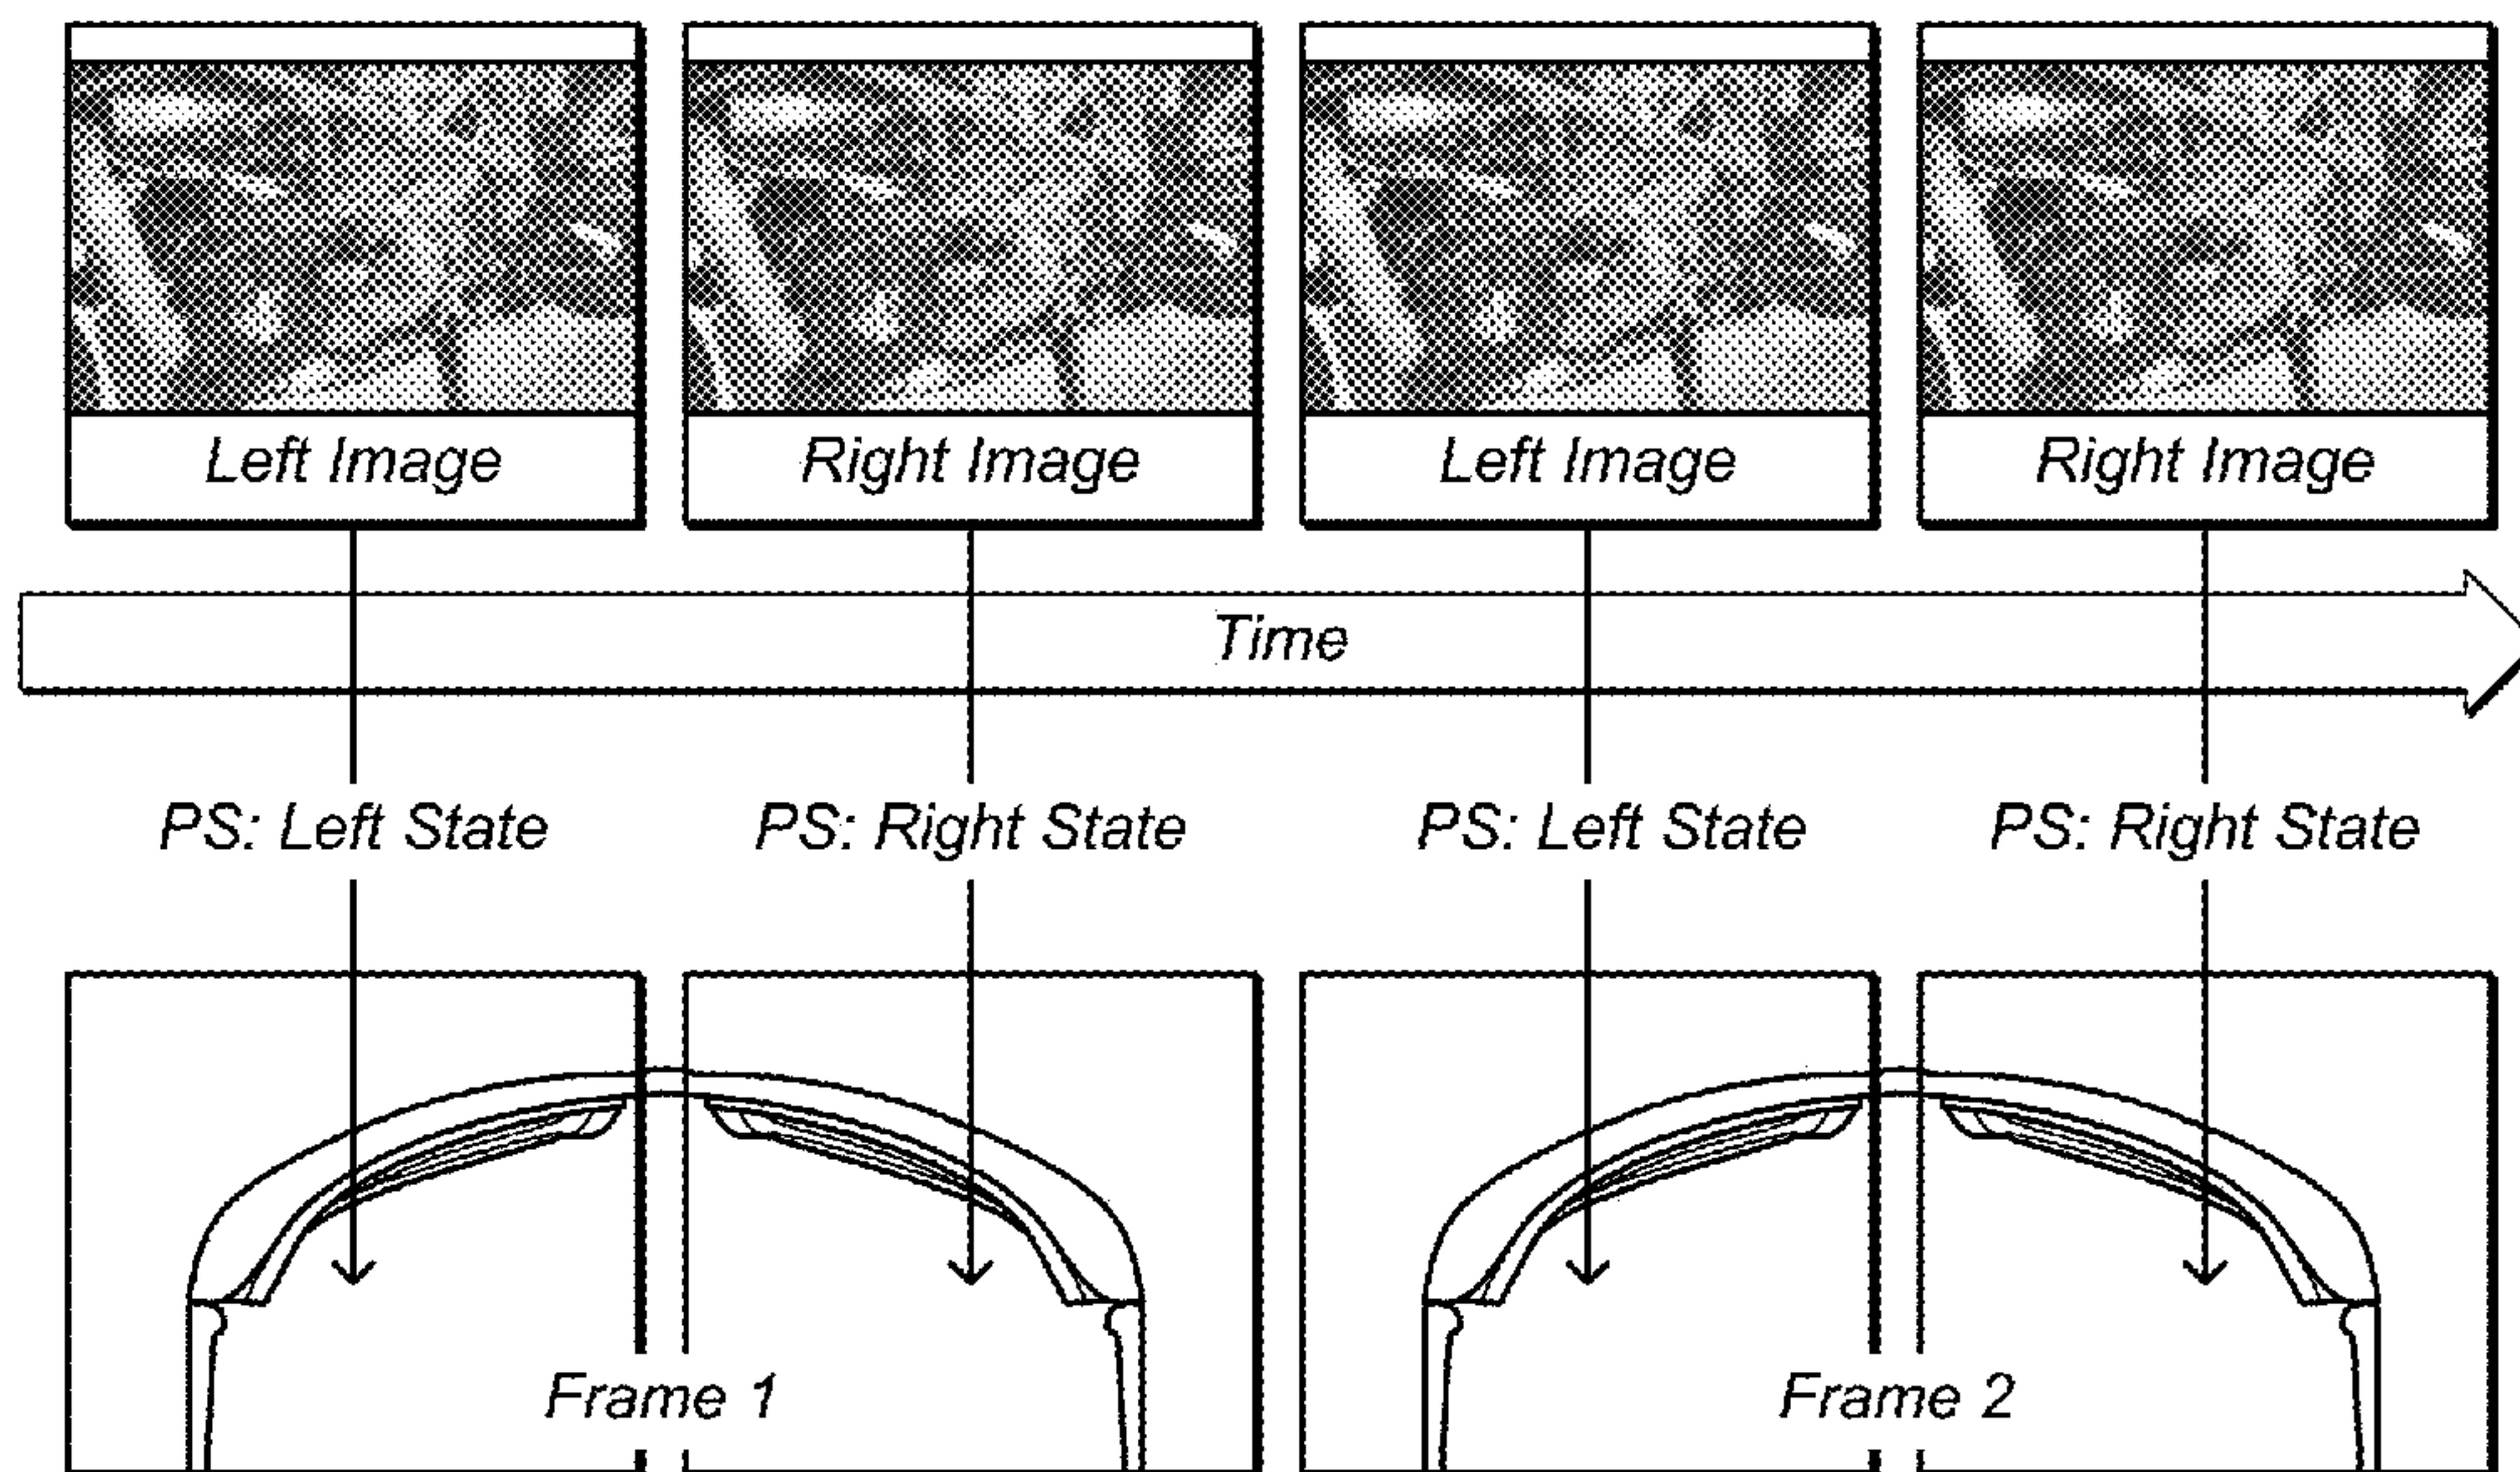 Left Image
Right Image
Left Image
Right Image
Time
PS: Left State
PS: Right State
PS: Left State
PS: Right State
Frame 1
Frame 2